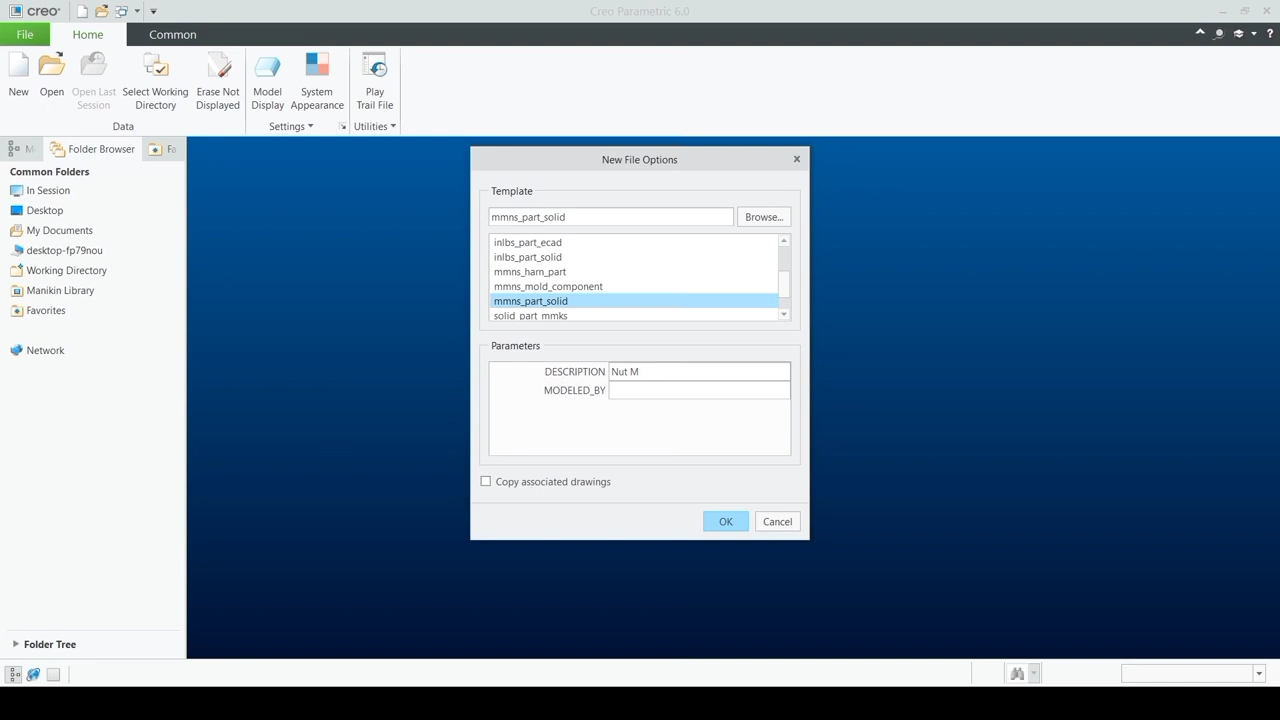 creo
Creo Parametric 6.0
File
Home
Common
New
Open
Open Last
Session
Select Working
Directory
Erase Not
Displayed
Model
Display
System
Appearance
Play
Trail File
Data
Settings
Utilities
M
Folder Browser
Fa
Common Folders
In Session
Desktop
My Documents
desktop-fp79nou
Working Directory
Manikin Library
Favorites
Network
Folder Tree
New File Options
Template
mmns_part_solid
Browse...
inlbs_part_ecad
inlbs_part_solid
mmns_harn_part
mmns_mold_component
mmns_part_solid
solid_part_mmks
Parameters
DESCRIPTION Nut M
MODELED_BY
Copy associated drawings
OK
Cancel